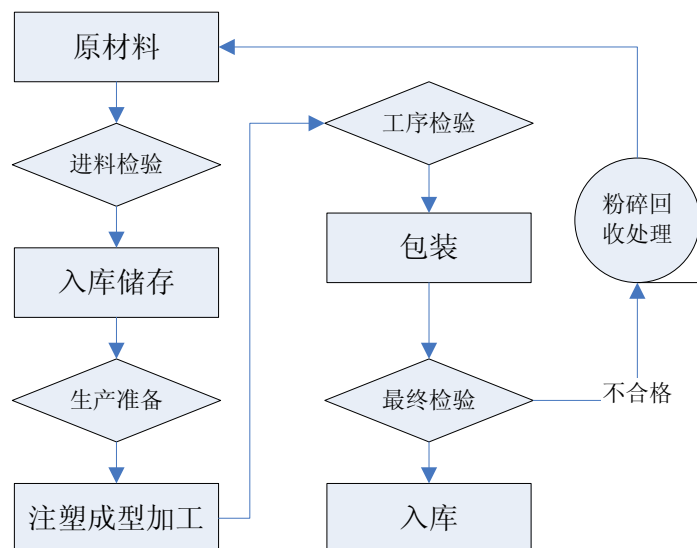 原材料
进料检验
入库储存
生产准备
注塑成型加工
工序检验
包装
最终检验
入库
不合格
粉碎回
收处理